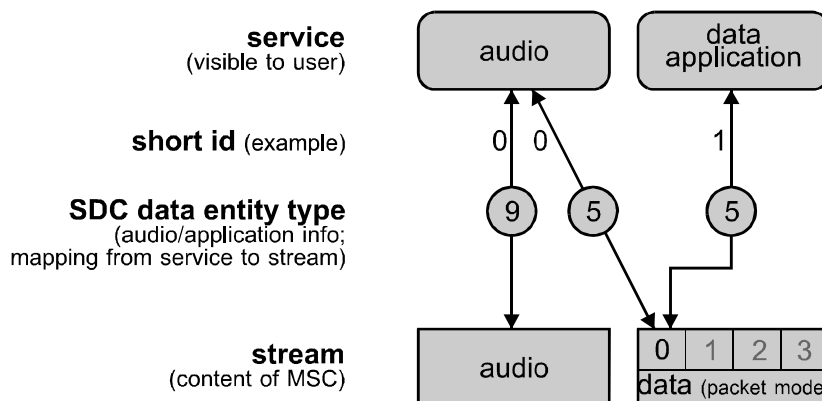 service
(visible to user)
audio
data
application
short id (example)
0 0 1
SDC data entity type
(audio/application info;
mapping from service to stream)
9 5 5
stream
(content of MSC)
audio
0 1 2 3
data (packet mode